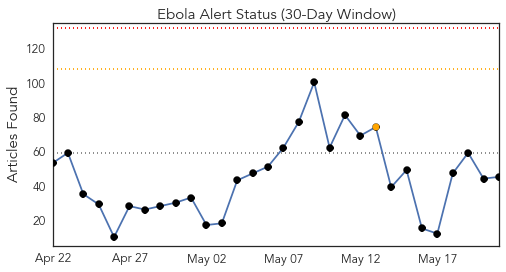 Ebola Alert Status (30-Day Window)
120
100
80
60
40
20
Articles Found
Apr 22 Apr 27 May 02 May 07 May 12 May 17